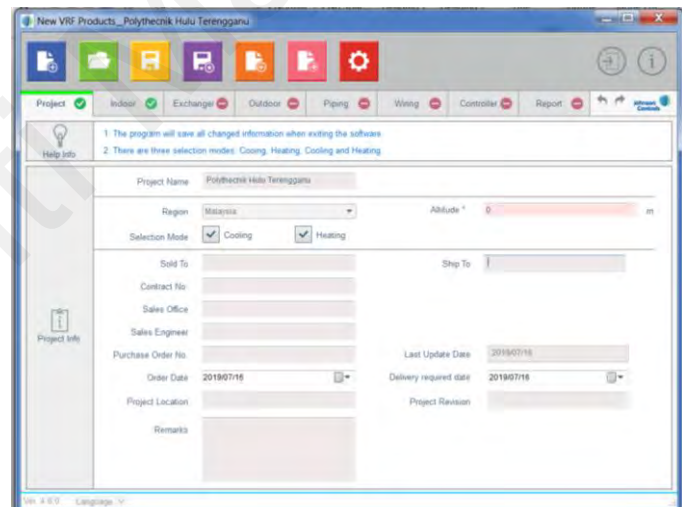 New VRF Products_Polythecnik Hulu Terengganu
Project Indoor Exchanger Outdoor Piping Wiring Controller Report
Help Info
1. The program will save all changed information when exiting the software
2. There are three selection modes: Cooing, Heating, Cooling and Heating
Project Name Polythecnik Hulu Terengganu
Region Malaysia Altitude * 0 m
Selection Mode Cooling Heating
Sold To Ship To
Contract No
Sales Office
Sales Engineer
Project Info
Purchase Order No. Last Update Date 2019/07/16
Order Date 2019/07/16 Delivery required date 2019/07/16
Project Location Project Revision
Remarks
Language